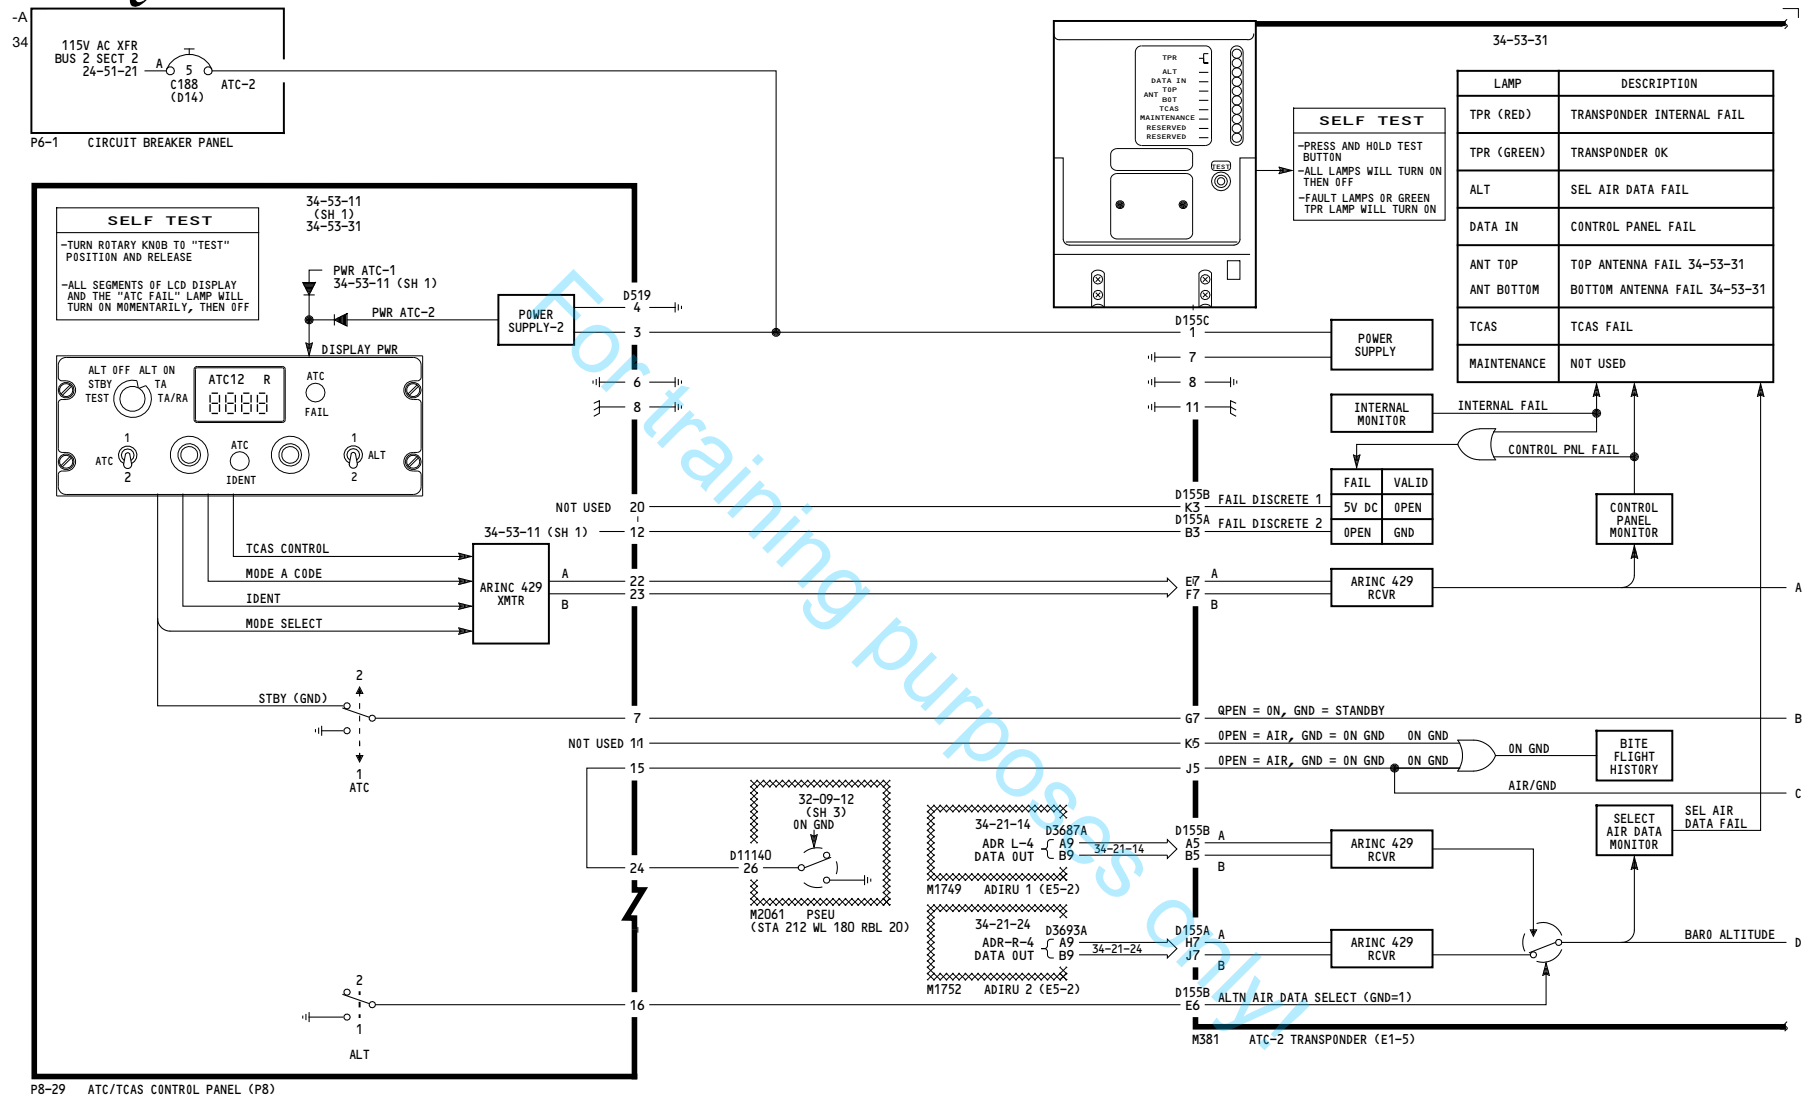 -A
34
115V AC XFR
BUS 2 SECT 2
24-51-21
A
5
C188
(D14)
ATC-2
P6-1 CIRCUIT BREAKER PANEL
34-53-11
(SH 1)
34-53-31
SELF TEST
-TURN ROTARY KNOB TO "TEST"
POSITION AND RELEASE
-ALL SEGMENTS OF LCD DISPLAY
AND THE "ATC FAIL" LAMP WILL
TURN ON MOMENTARILY, THEN OFF
PWR ATC-1
34-53-11 (SH 1)
PWR ATC-2
DISPLAY PWR
POWER
SUPPLY-2
D519
4
3
6
8
ALT OFF ALT ON
STBY TA
TEST TA/RA
ATC12 R
8888
ATC
FAIL
1
ATC
2
ATC
IDENT
1
ALT
2
NOT USED 20
34-53-11 (SH 1) 12
TCAS CONTROL
MODE A CODE
IDENT
MODE SELECT
ARINC 429
XMTR
A 22
23
B
STBY (GND)
2
1
ATC
7
NOT USED 11
15
24
16
2
1
ALT
P8-29 ATC/TCAS CONTROL PANEL (P8)
32-09-12
(SH 3)
ON GND
D11140
26
M2061 PSEU
(STA 212 WL 180 RBL 20)
34-21-14 D3687A
ADR L-4 A9
DATA OUT B9
34-21-14
M1749 ADIRU 1 (E5-2)
34-21-24 D3693A
ADR-R-4 A9
DATA OUT B9
34-21-24
M1752 ADIRU 2 (E5-2)
TPR
ALT
DATA IN
ANT TOP
BOT
TCAS
MAINTENANCE
RESERVED
RESERVED
TEST
SELF TEST
-PRESS AND HOLD TEST
BUTTON
-ALL LAMPS WILL TURN ON
THEN OFF
-FAULT LAMPS OR GREEN
TPR LAMP WILL TURN ON
34-53-31
LAMP DESCRIPTION
TPR (RED) TRANSPONDER INTERNAL FAIL
TPR (GREEN) TRANSPONDER OK
ALT SEL AIR DATA FAIL
DATA IN CONTROL PANEL FAIL
ANT TOP TOP ANTENNA FAIL 34-53-31
ANT BOTTOM BOTTOM ANTENNA FAIL 34-53-31
TCAS TCAS FAIL
MAINTENANCE NOT USED
D155C
1
7
8
11
POWER
SUPPLY
INTERNAL
MONITOR
INTERNAL FAIL
CONTROL PNL FAIL
D155B
K3 FAIL DISCRETE 1
D155A
B3 FAIL DISCRETE 2
FAIL VALID
5V DC OPEN
OPEN GND
CONTROL
PANEL
MONITOR
E7 A
F7
B
ARINC 429
RCVR
A
G7 OPEN = ON, GND = STANDBY
B
K5 OPEN = AIR, GND = ON GND ON GND
J5 OPEN = AIR, GND = ON GND ON GND
ON GND
BITE
FLIGHT
HISTORY
AIR/GND
C
SELECT
AIR DATA
MONITOR
SEL AIR
DATA FAIL
D155B
A5 A
B5
B
ARINC 429
RCVR
D155A
H7 A
J7
B
ARINC 429
RCVR
BARO ALTITUDE D
D155B
E6 ALTN AIR DATA SELECT (GND=1)
M381 ATC-2 TRANSPONDER (E1-5)
For training purposes only!